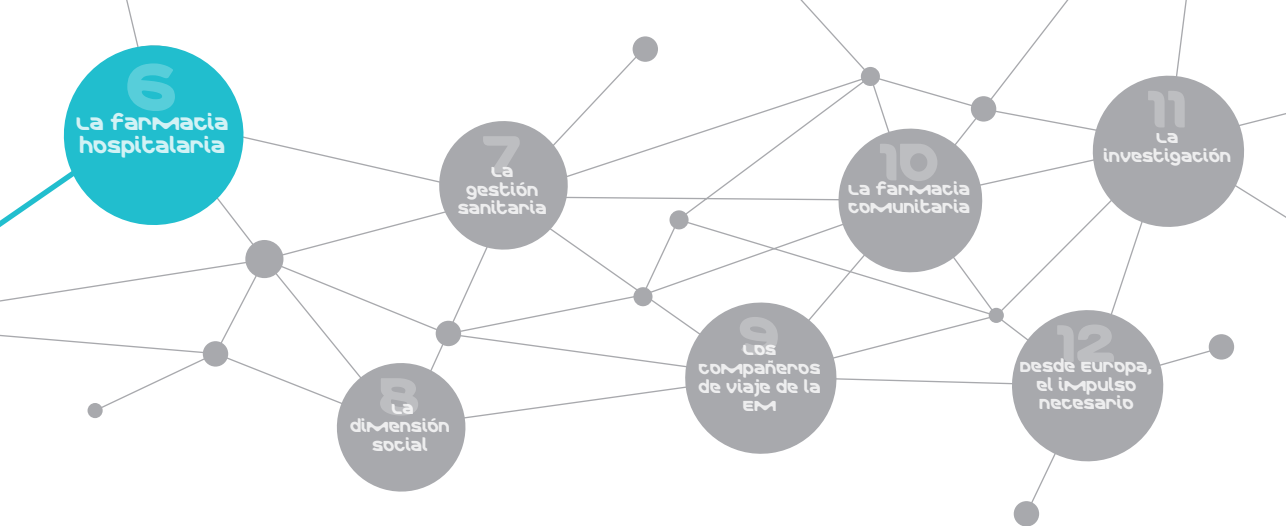 6
La farmacia
hospitalaria
7
La
gestión
sanitaria
8
La
dimensión
social
9
Los
compañeros
de viaje de la
EM
10
La farmacia
comunitaria
11
La
investigación
12
Desde Europa,
el impulso
necesario